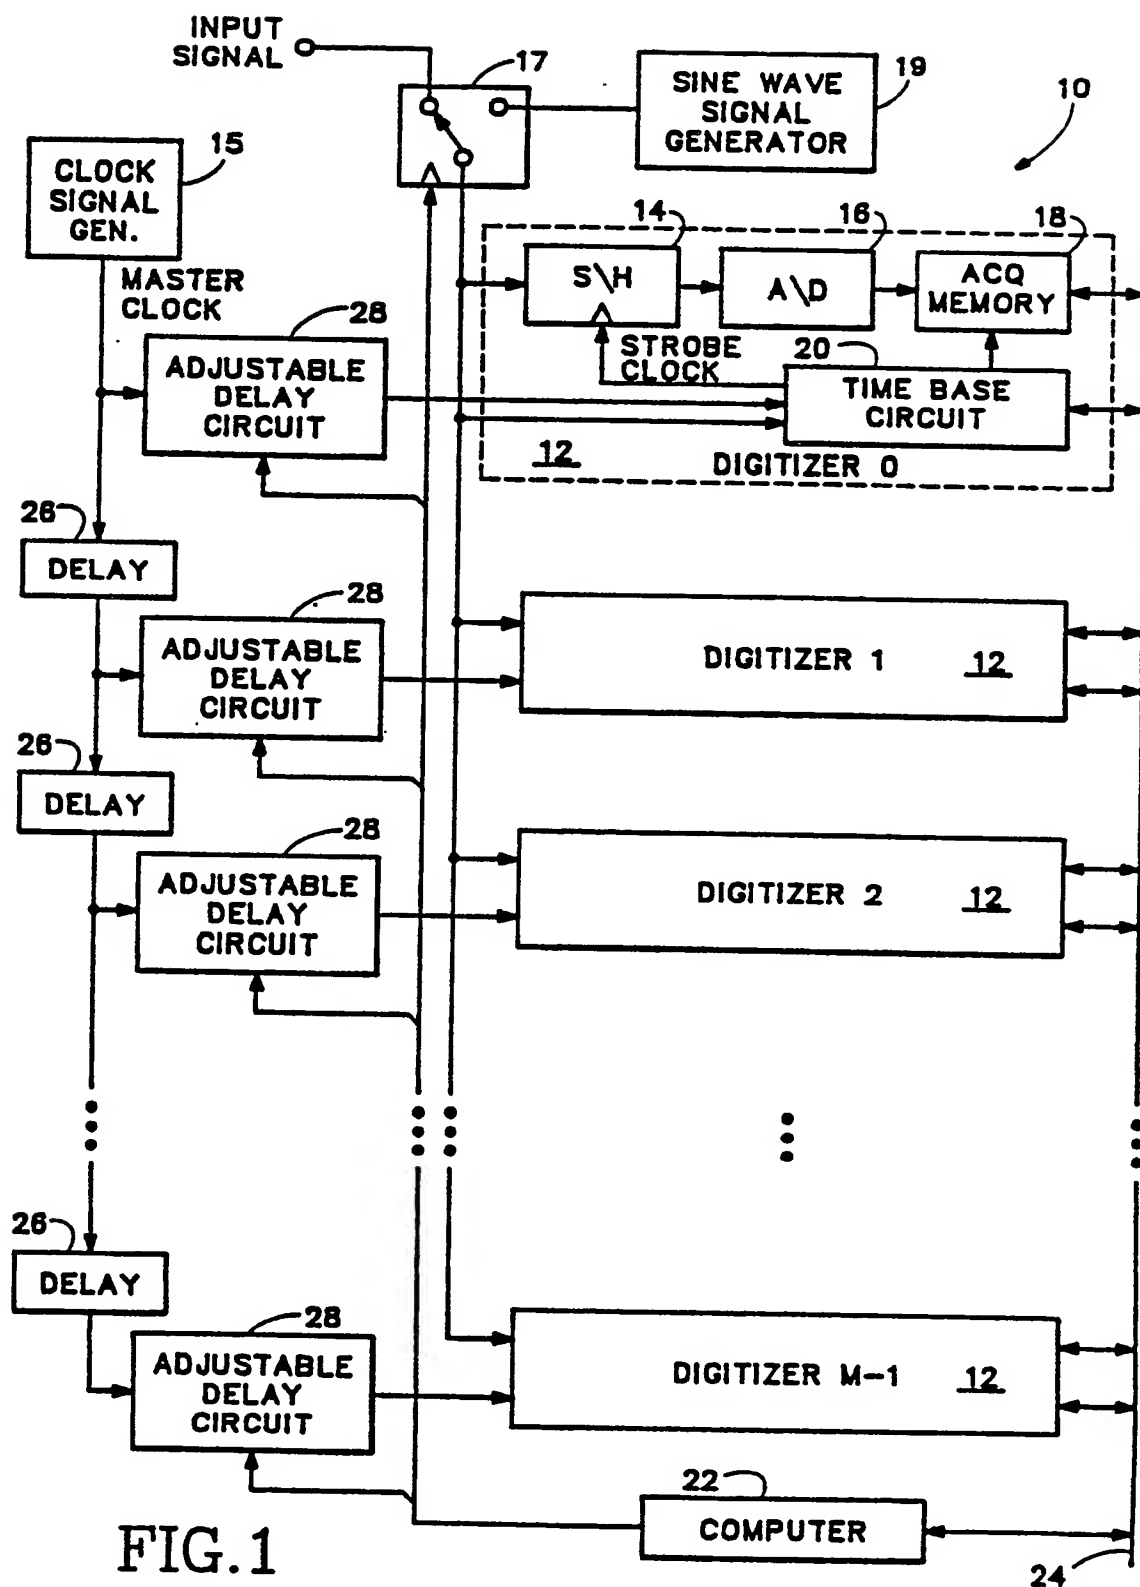 INPUT
SIGNAL
17
SINE WAVE
SIGNAL
GENERATOR
19
10
CLOCK
SIGNAL
GEN.
15
MASTER
CLOCK
14
S\H
16
A\D
18
ACQ
MEMORY
STROBE
CLOCK
20
TIME BASE
CIRCUIT
12
DIGITIZER 0
28
ADJUSTABLE
DELAY
CIRCUIT
26
DELAY
28
ADJUSTABLE
DELAY
CIRCUIT
DIGITIZER 1
12
26
DELAY
28
ADJUSTABLE
DELAY
CIRCUIT
DIGITIZER 2
12
26
DELAY
28
ADJUSTABLE
DELAY
CIRCUIT
DIGITIZER M-1
12
22
COMPUTER
24
FIG.1